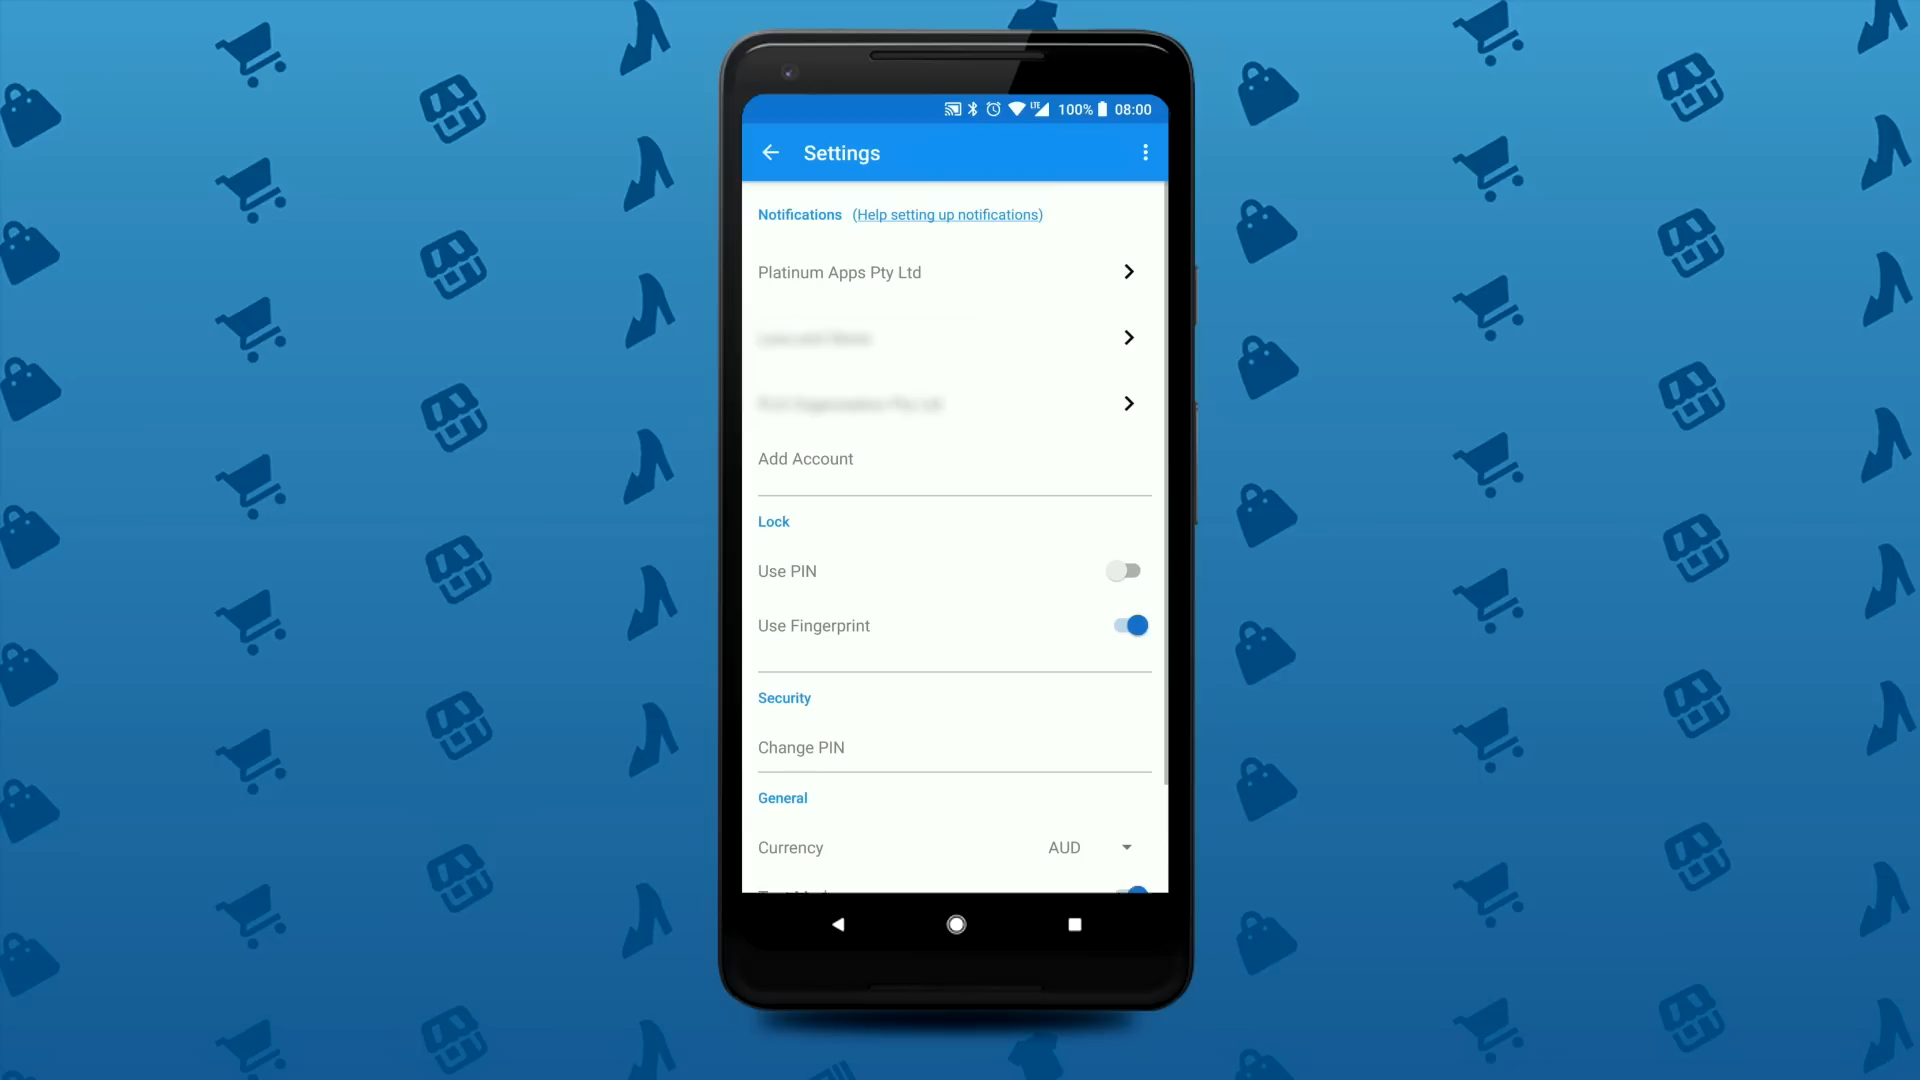 LTE 100% 08:00
Settings
Notifications (Help setting up notifications)
Platinum Apps Pty Ltd
Add Account
Lock
Use PIN
Use Fingerprint
Security
Change PIN
General
Currency AUD